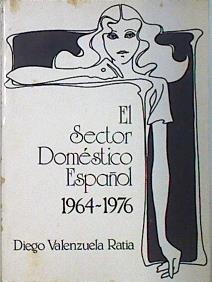 El
Sector
Doméstico
Español
1964-1976
Diego Valenzuela Ratia